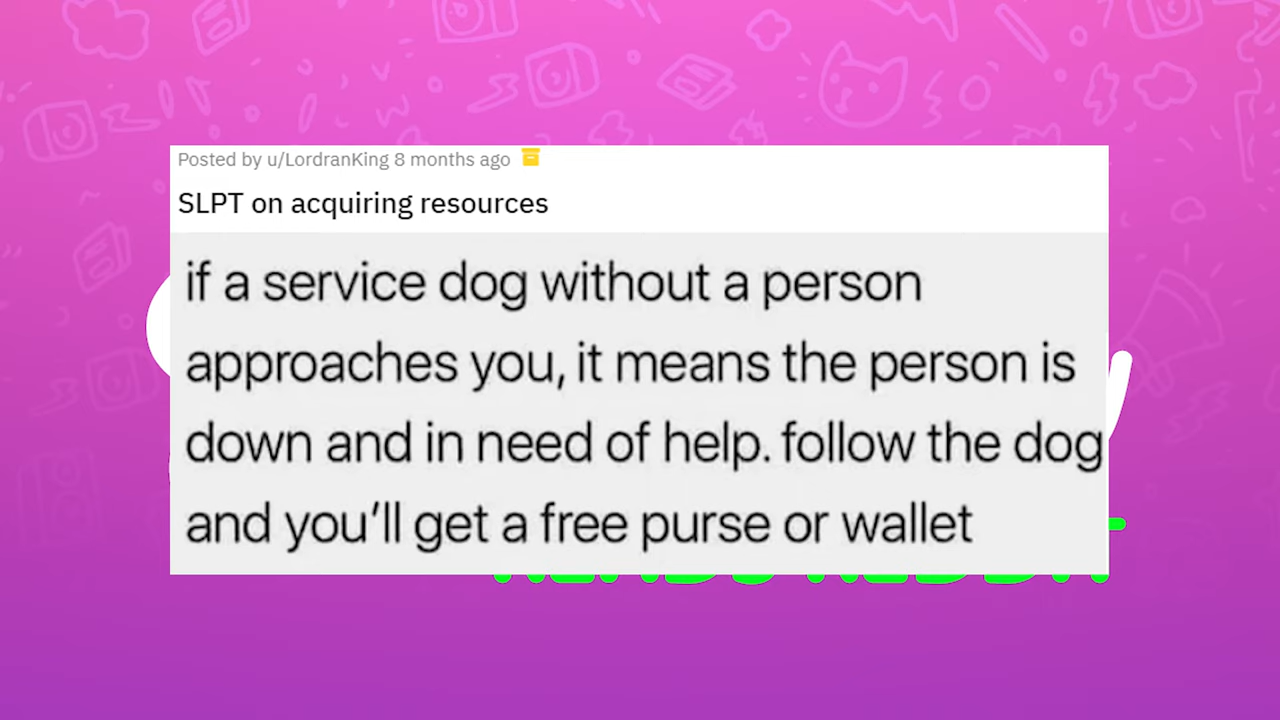 Posted by u/LordranKing 8 months ago
SLPT on acquiring resources
if a service dog without a person
approaches you, it means the person is
down and in need of help. follow the dog
and you'll get a free purse or wallet